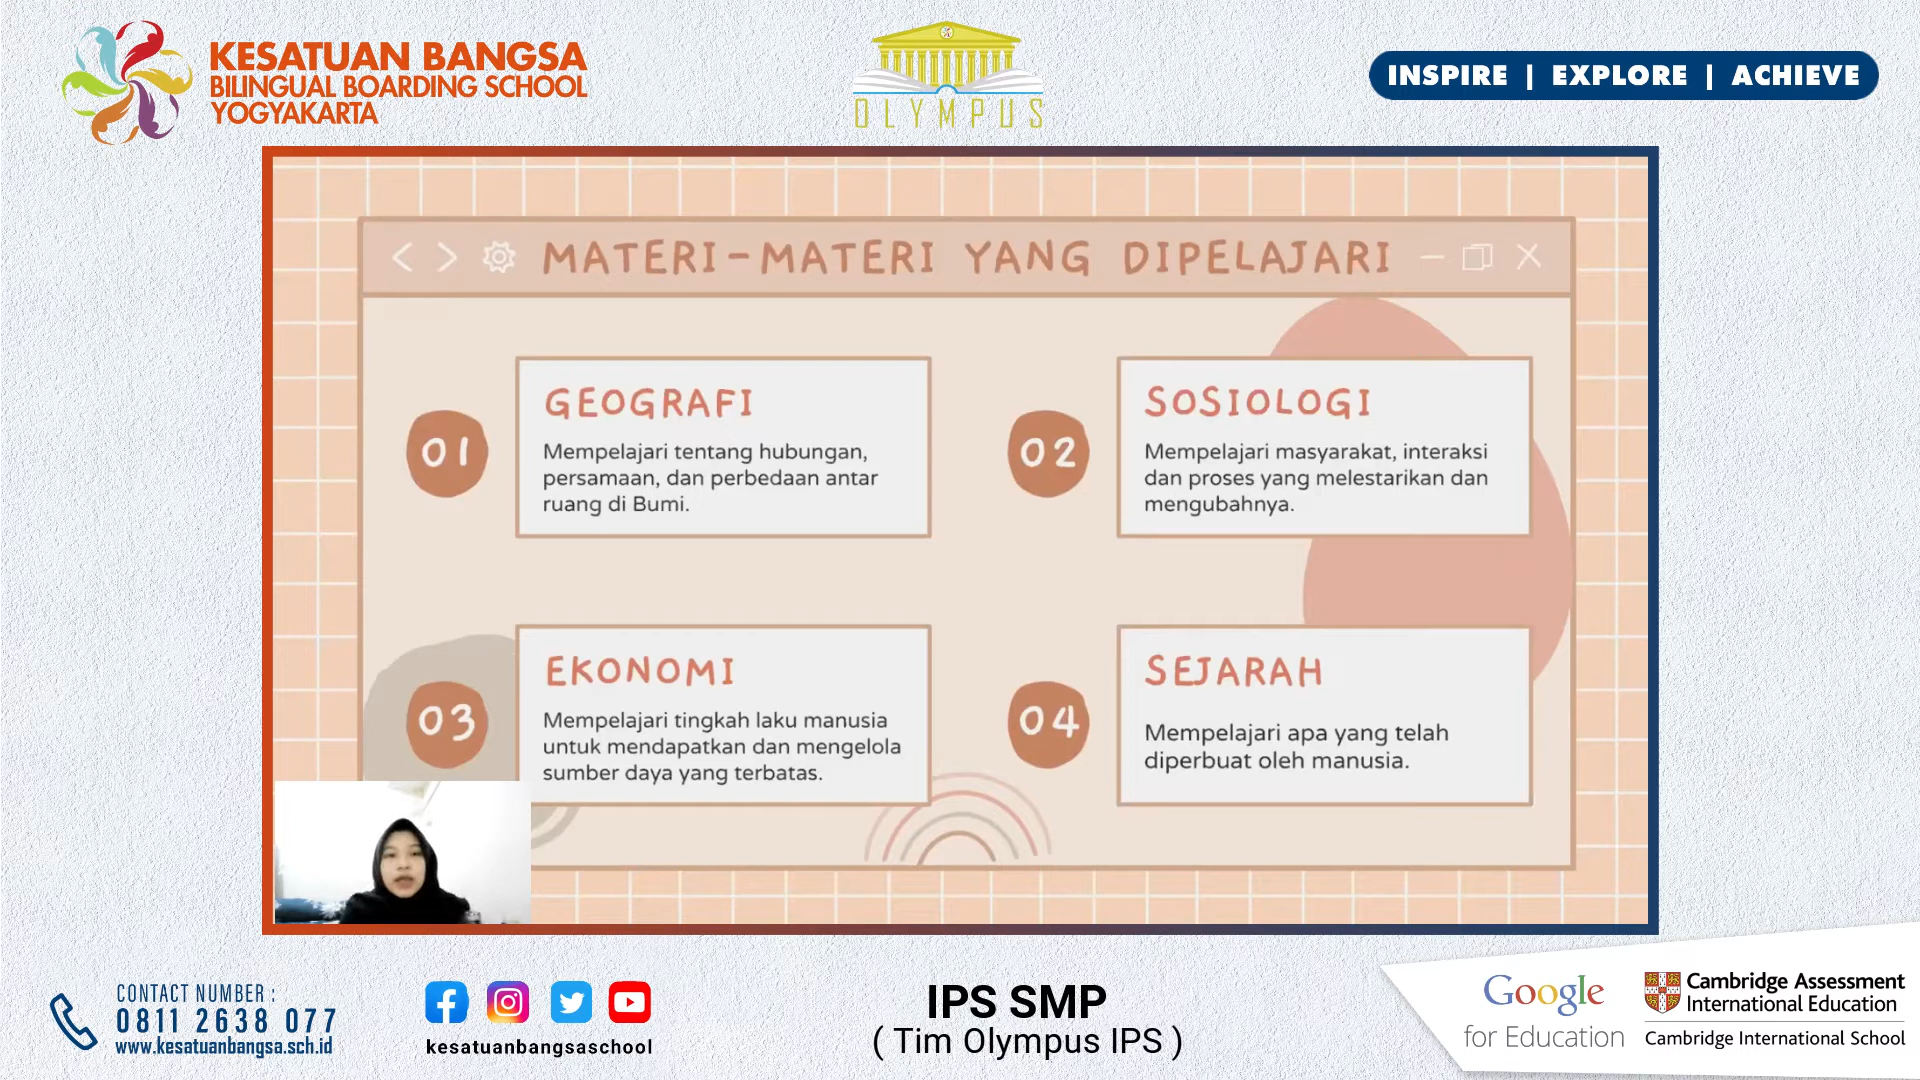 KESATUAN BANGSA
BILINGUAL BOARDING SCHOOL
YOGYAKARTA
OLYMPUS
INSPIRE | EXPLORE | ACHIEVE
MATERI-MATERI YANG DIPELAJARI
01
GEOGRAFI
Mempelajari tentang hubungan,
persamaan, dan perbedaan antar
ruang di Bumi.
02
SOSIOLOGI
Mempelajari masyarakat, interaksi
dan proses yang melestarikan dan
mengubahnya.
03
EKONOMI
Mempelajari tingkah laku manusia
untuk mendapatkan dan mengelola
sumber daya yang terbatas.
04
SEJARAH
Mempelajari apa yang telah
diperbuat oleh manusia.
CONTACT NUMBER :
0811 2638 077
www.kesatuanbangsa.sch.id
kesatuanbangsaschool
IPS SMP
( Tim Olympus IPS )
Google
for Education
Cambridge Assessment
International Education
Cambridge International School